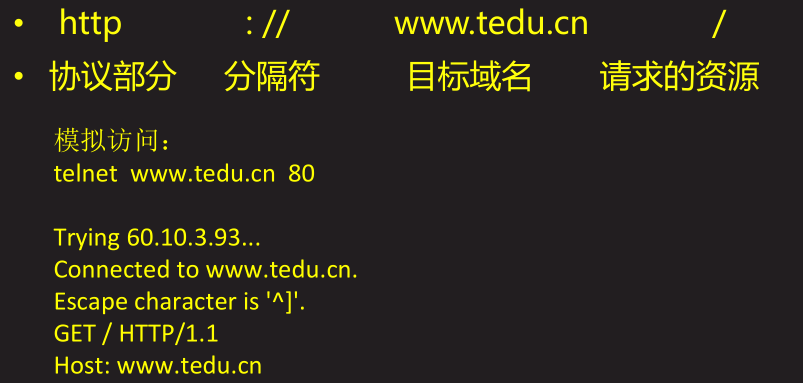 • http : // www.tedu.cn /
• 协议部分 分隔符 目标域名 请求的资源
模拟访问：
telnet www.tedu.cn 80
Trying 60.10.3.93...
Connected to www.tedu.cn.
Escape character is '^]'.
GET / HTTP/1.1
Host: www.tedu.cn